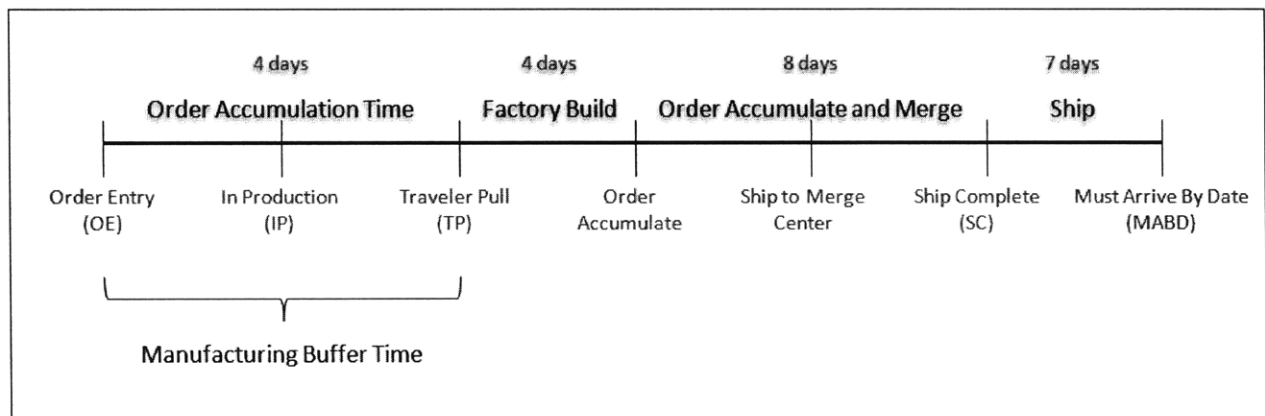 4 days 4 days 8 days 7 days
Order Accumulation Time Factory Build Order Accumulate and Merge Ship
Order Entry In Production Traveler Pull Order Ship to Merge Ship Complete Must Arrive By Date
(OE) (IP) (TP) Accumulate Center (SC) (MABD)
Manufacturing Buffer Time